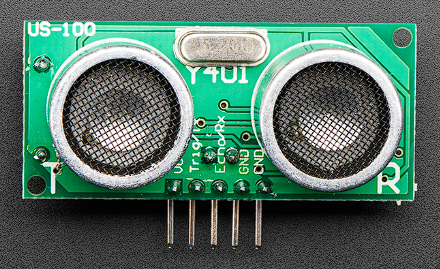 US-100
Y401
Trig/Tx
Echo/Rx
GND
GND
T
R